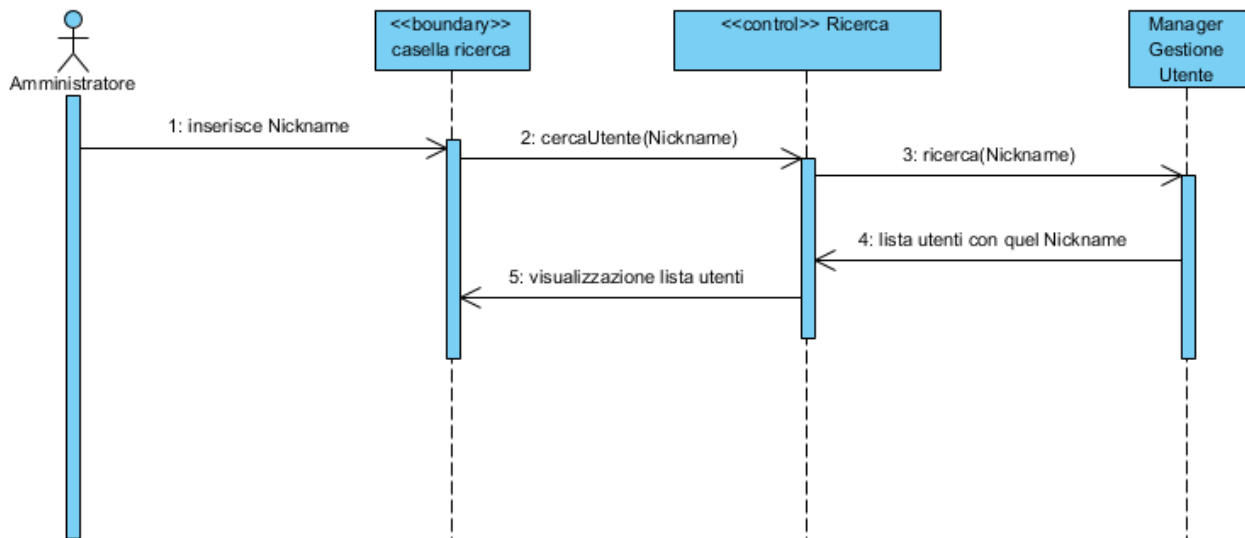 <<boundary>>
casella ricerca
<<control>> Ricerca
Manager
Gestione
Utente
Amministratore
1: inserisce Nickname
2: cercaUtente(Nickname)
3: ricerca(Nickname)
4: lista utenti con quel Nickname
5: visualizzazione lista utenti